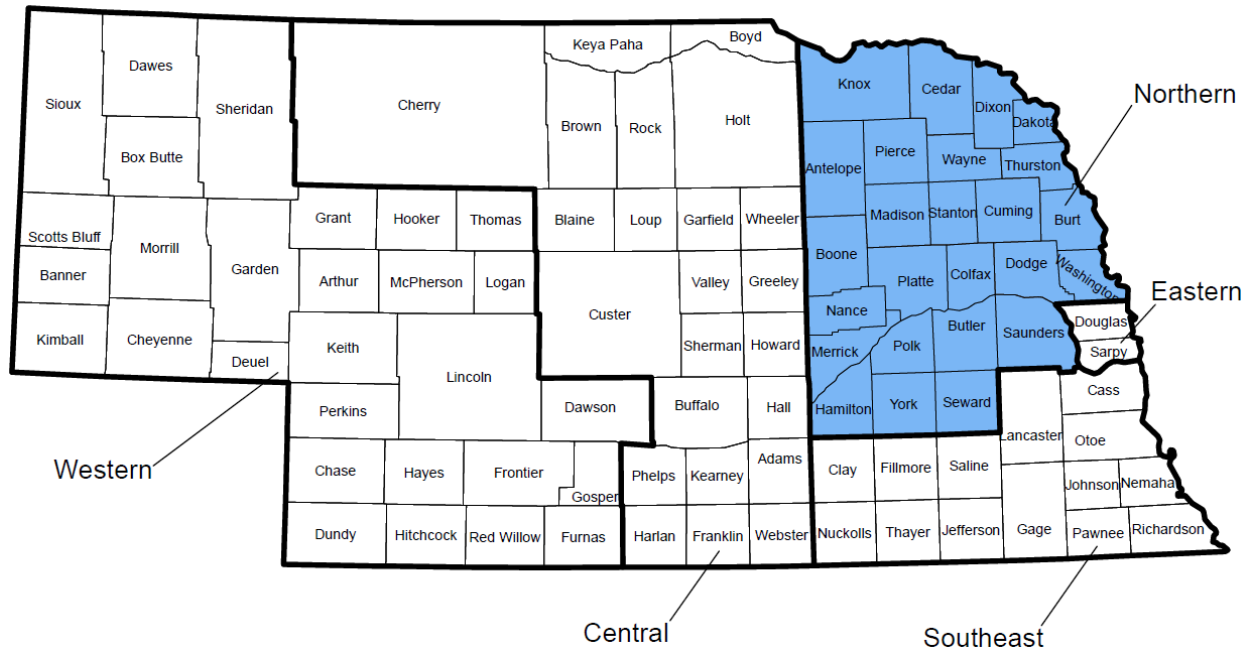 Boyd
Keya Paha
Dawes
Sioux
Sheridan
Cherry
Knox
Cedar
Dixon
Dakota
Northern
Brown
Rock
Holt
Box Butte
Antelope
Pierce
Wayne
Thurston
Grant
Hooker
Thomas
Blaine
Loup
Garfield
Wheeler
Madison
Stanton
Cuming
Burt
Scotts Bluff
Morrill
Banner
Garden
Arthur
McPherson
Logan
Valley
Greeley
Boone
Platte
Colfax
Dodge
Washington
Eastern
Custer
Nance
Butler
Saunders
Douglas
Kimball
Cheyenne
Deuel
Keith
Lincoln
Sherman
Howard
Merrick
Polk
Sarpy
Perkins
Dawson
Buffalo
Hall
Hamilton
York
Seward
Cass
Lancaster
Otoe
Western
Chase
Hayes
Frontier
Gosper
Phelps
Kearney
Adams
Clay
Fillmore
Saline
Johnson
Nemaha
Dundy
Hitchcock
Red Willow
Furnas
Harlan
Franklin
Webster
Nuckolls
Thayer
Jefferson
Gage
Pawnee
Richardson
Central
Southeast